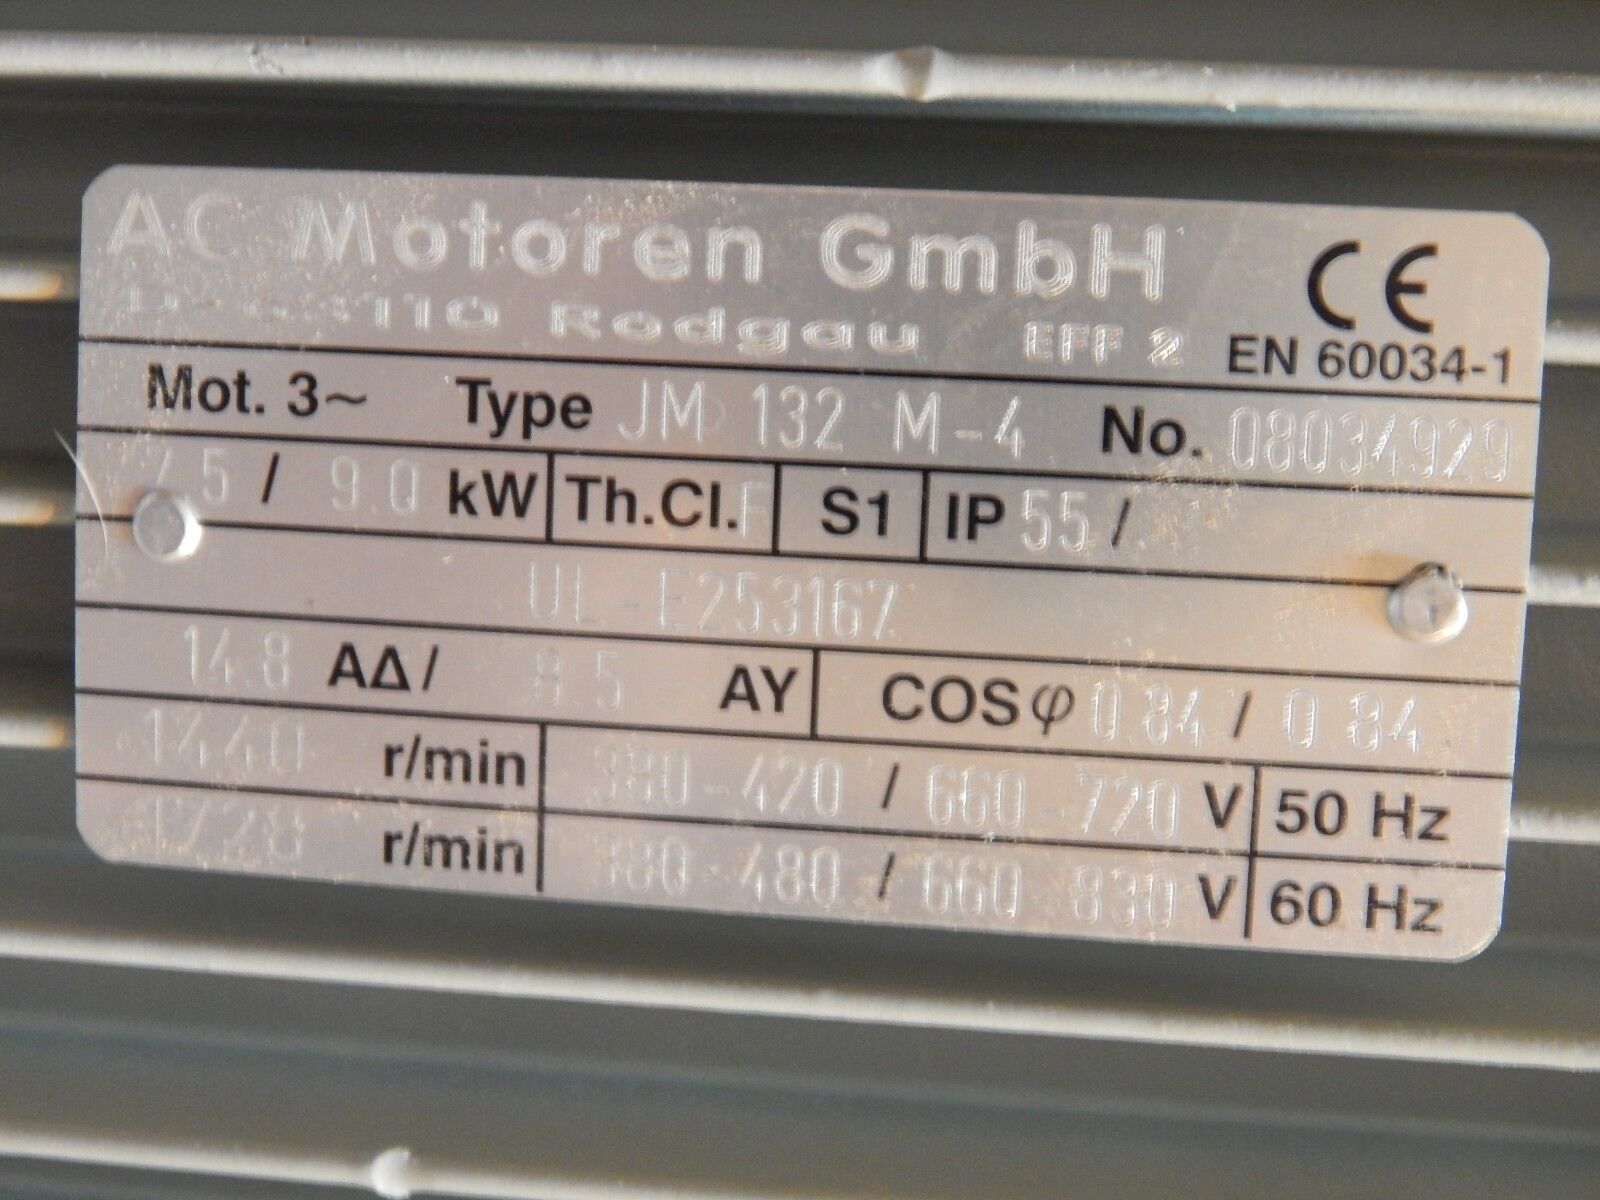 AC Motoren GmbH CE
D-63110 Rodgau EFF 2 EN 60034-1
Mot. 3~ Type JM 132 M-4 No. 08034929
7.5 / 9.0 kW Th.Cl. F S1 IP 55 /
UL-E253167
14.8 AΔ/ 8.5 AY COSφ 0.84 / 0.84
1440 r/min 380-420 / 660-720 V 50 Hz
1728 r/min 380-480 / 660-830 V 60 Hz